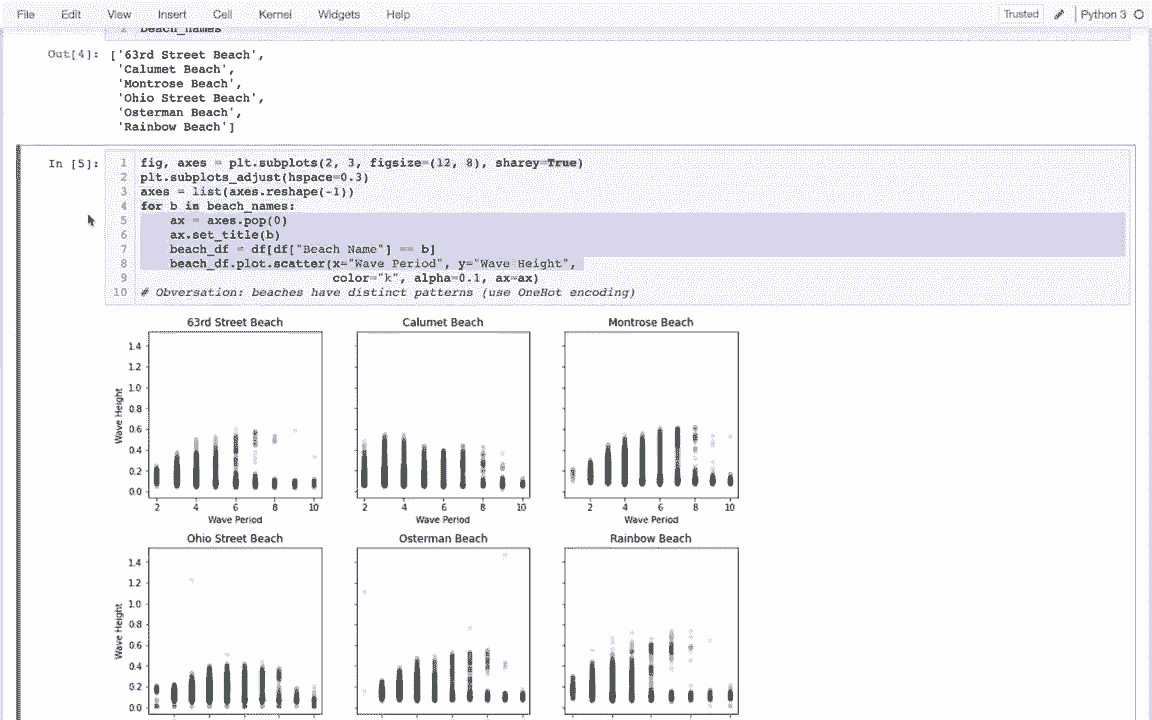 File Edit View Insert Cell Kernel Widgets Help Trusted Python 3
2 beach_names
Out[4]: ['63rd Street Beach',
'Calumet Beach',
'Montrose Beach',
'Ohio Street Beach',
'Osterman Beach',
'Rainbow Beach']
In [5]:
1 fig, axes = plt.subplots(2, 3, figsize=(12, 8), sharey=True)
2 plt.subplots_adjust(hspace=0.3)
3 axes = list(axes.reshape(-1))
4 for b in beach_names:
5 ax = axes.pop(0)
6 ax.set_title(b)
7 beach_df = df[df["Beach Name"] == b]
8 beach_df.plot.scatter(x="Wave Period", y="Wave Height",
9 color="k", alpha=0.1, ax=ax)
10 # Obversation: beaches have distinct patterns (use OneHot encoding)
63rd Street Beach Calumet Beach Montrose Beach
1.4
1.2
1.0
0.8
0.6
0.4
0.2
0.0
Wave Height
2 4 6 8 10 2 4 6 8 10 2 4 6 8 10
Wave Period Wave Period Wave Period
Ohio Street Beach Osterman Beach Rainbow Beach
1.4
1.2
1.0
0.8
0.6
0.4
0.2
0.0
Wave Height